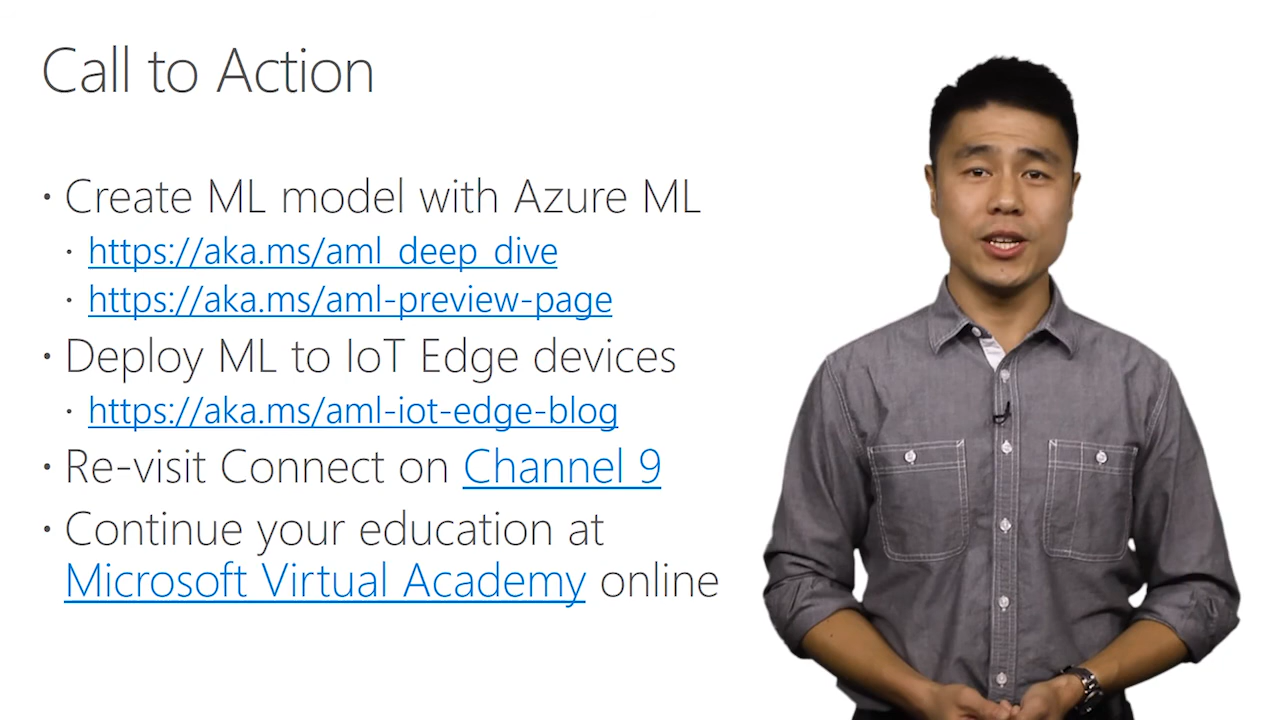 Call to Action
· Create ML model with Azure ML
· https://aka.ms/aml_deep_dive
· https://aka.ms/aml-preview-page
· Deploy ML to IoT Edge devices
· https://aka.ms/aml-iot-edge-blog
· Re-visit Connect on Channel 9
· Continue your education at
Microsoft Virtual Academy online